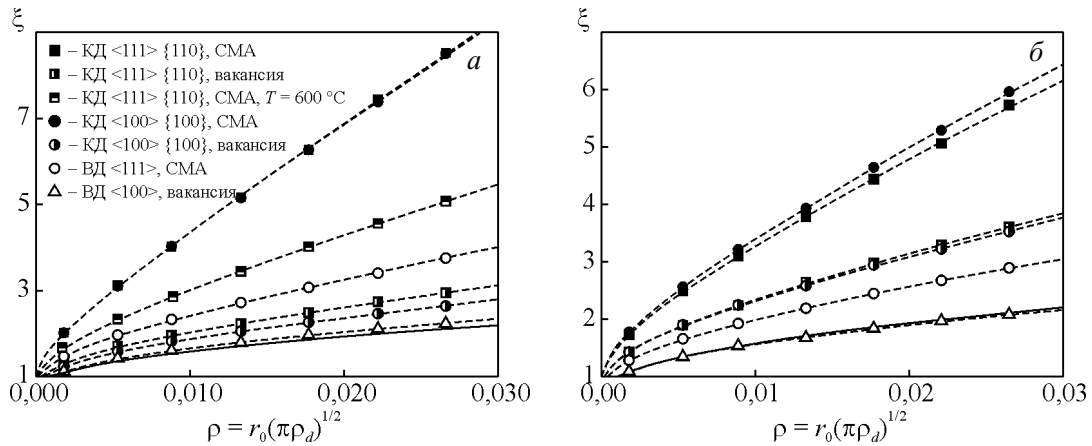 ξ
а
■ – КД <111> {110}, СМА
– КД <111> {110}, вакансия
– КД <111> {110}, СМА, T = 600 °C
● – КД <100> {100}, СМА
– КД <100> {100}, вакансия
○ – ВД <111>, СМА
△ – ВД <100>, вакансия
7
5
3
1
0,000 0,010 0,020 0,030
ρ = r₀(πρ_d)^1/2
ξ
б
6
5
4
3
2
1
0,00 0,01 0,02 0,03
ρ = r₀(πρ_d)^1/2